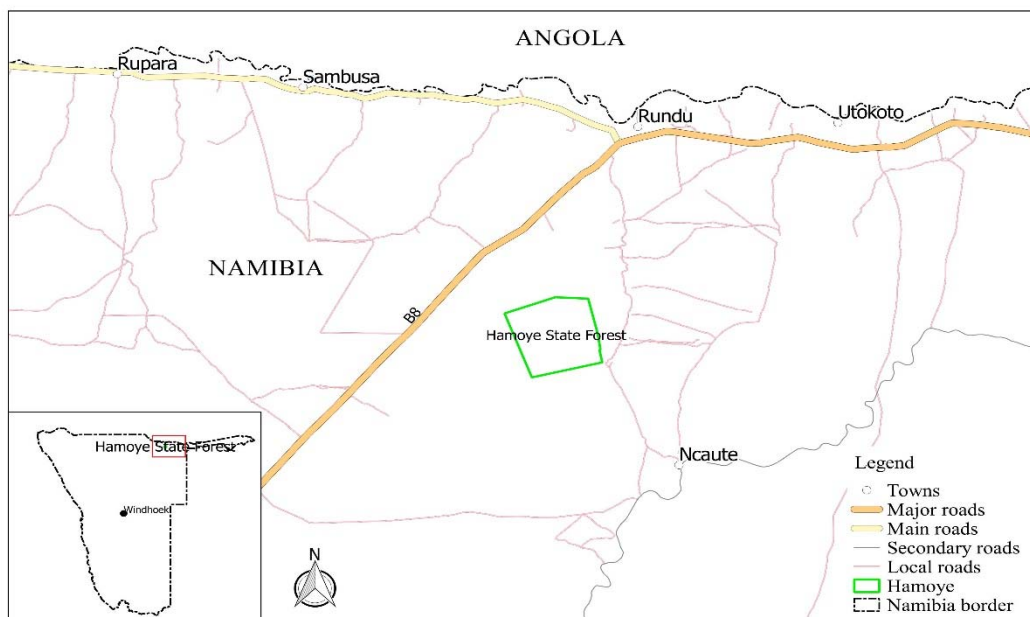 ANGOLA
Rupara
Sambusa
Rundu
Utokoto
NAMIBIA
B8
Hamoye State Forest
Ncaute
Hamoye State Forest
Windhoek
N
Legend
Towns
Major roads
Main roads
Secondary roads
Local roads
Hamoye
Namibia border